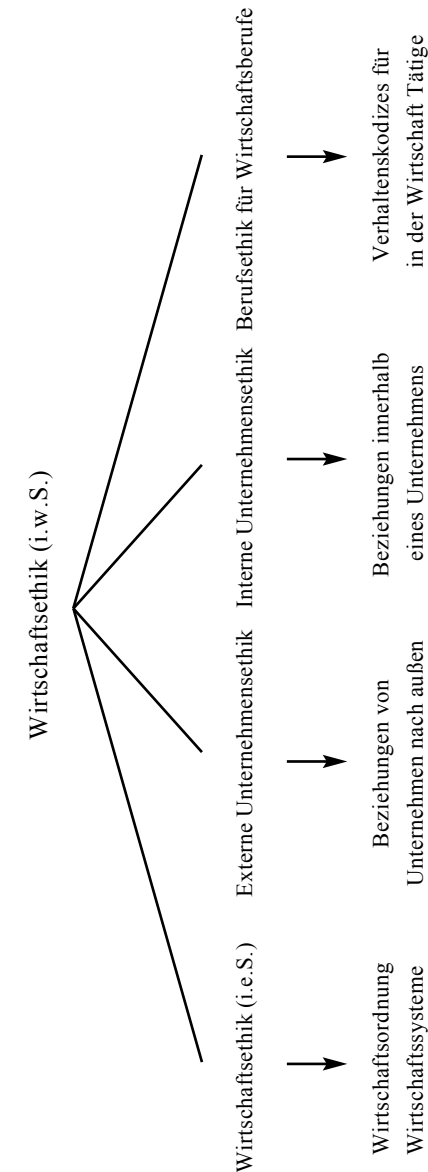 Wirtschaftsethik (i.w.S.)
Wirtschaftsethik (i.e.S.)
Externe Unternehmensethik
Interne Unternehmensethik
Berufsethik für Wirtschaftsberufe
Wirtschaftsordnung
Wirtschaftssysteme
Beziehungen von
Unternehmen nach außen
Beziehungen innerhalb
eines Unternehmens
Verhaltenskodizes für
in der Wirtschaft Tätige